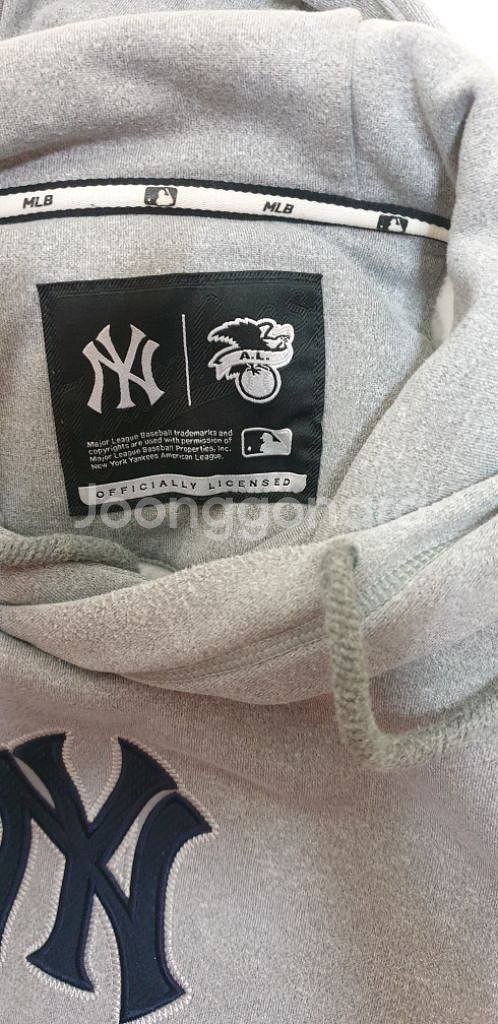 MLB
MLB
NY
A.L.
Major League Baseball trademarks and
copyrights are used with permission of
Major League Baseball Properties, Inc.
New York Yankees American League.
OFFICIALLY LICENSED
NY